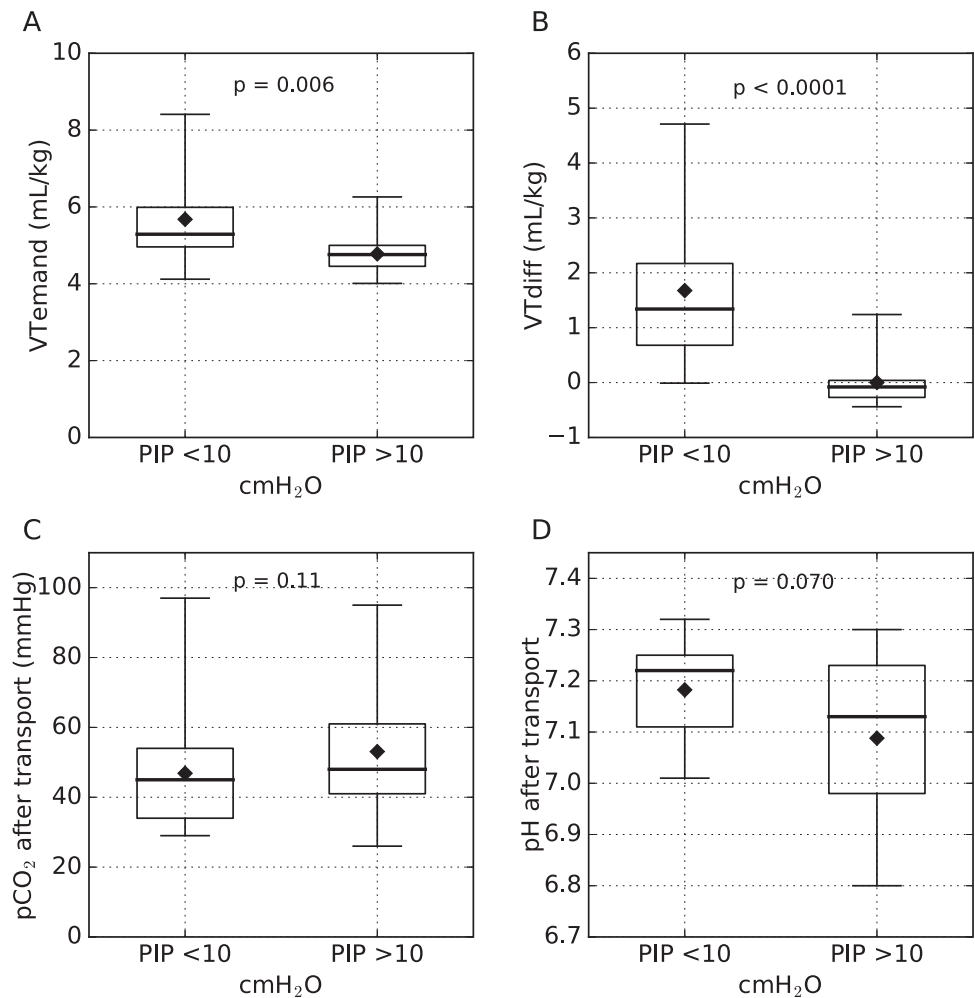 A
VTemand (mL/kg)
10
8
6
4
2
0
p = 0.006
PIP <10
PIP >10
cmH₂O
B
VTdiff (mL/kg)
6
5
4
3
2
1
0
−1
p < 0.0001
PIP <10
PIP >10
cmH₂O
C
pCO₂ after transport (mmHg)
100
80
60
40
20
0
p = 0.11
PIP <10
PIP >10
cmH₂O
D
pH after transport
7.4
7.3
7.2
7.1
7.0
6.9
6.8
6.7
p = 0.070
PIP <10
PIP >10
cmH₂O